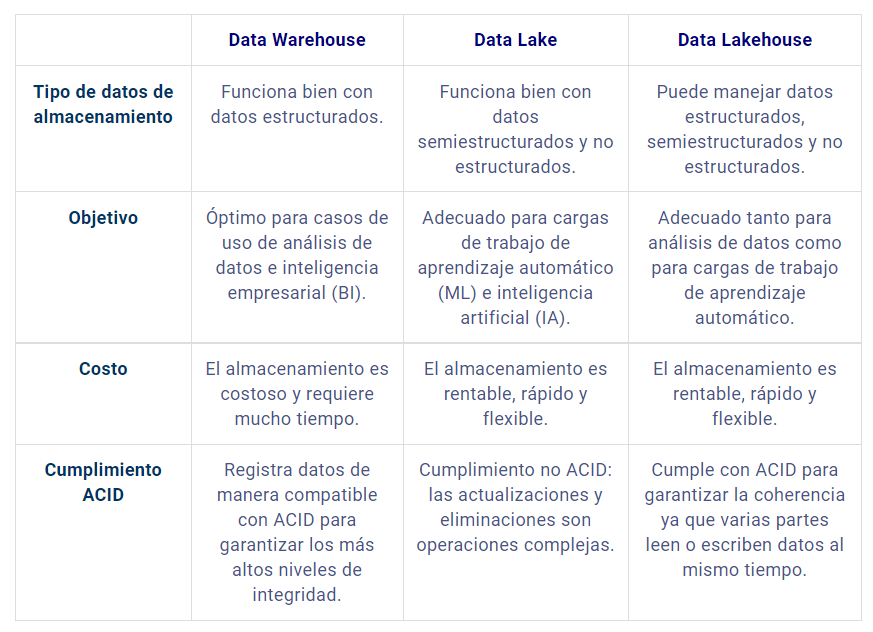 Data Warehouse
Data Lake
Data Lakehouse
Tipo de datos de
almacenamiento
Funciona bien con
datos estructurados.
Funciona bien con
datos
semiestructurados y no
estructurados.
Puede manejar datos
estructurados,
semiestructurados y no
estructurados.
Objetivo
Óptimo para casos de
uso de análisis de
datos e inteligencia
empresarial (BI).
Adecuado para cargas
de trabajo de
aprendizaje automático
(ML) e inteligencia
artificial (IA).
Adecuado tanto para
análisis de datos como
para cargas de trabajo
de aprendizaje
automático.
Costo
El almacenamiento es
costoso y requiere
mucho tiempo.
El almacenamiento es
rentable, rápido y
flexible.
El almacenamiento es
rentable, rápido y
flexible.
Cumplimiento
ACID
Registra datos de
manera compatible
con ACID para
garantizar los más
altos niveles de
integridad.
Cumplimiento no ACID:
las actualizaciones y
eliminaciones son
operaciones complejas.
Cumple con ACID para
garantizar la coherencia
ya que varias partes
leen o escriben datos al
mismo tiempo.